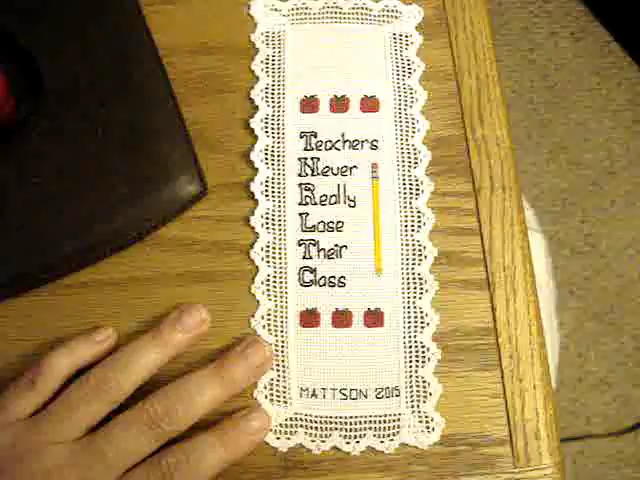 Teachers
Never
Really
Lose
Their
Class
MATTSON 2015